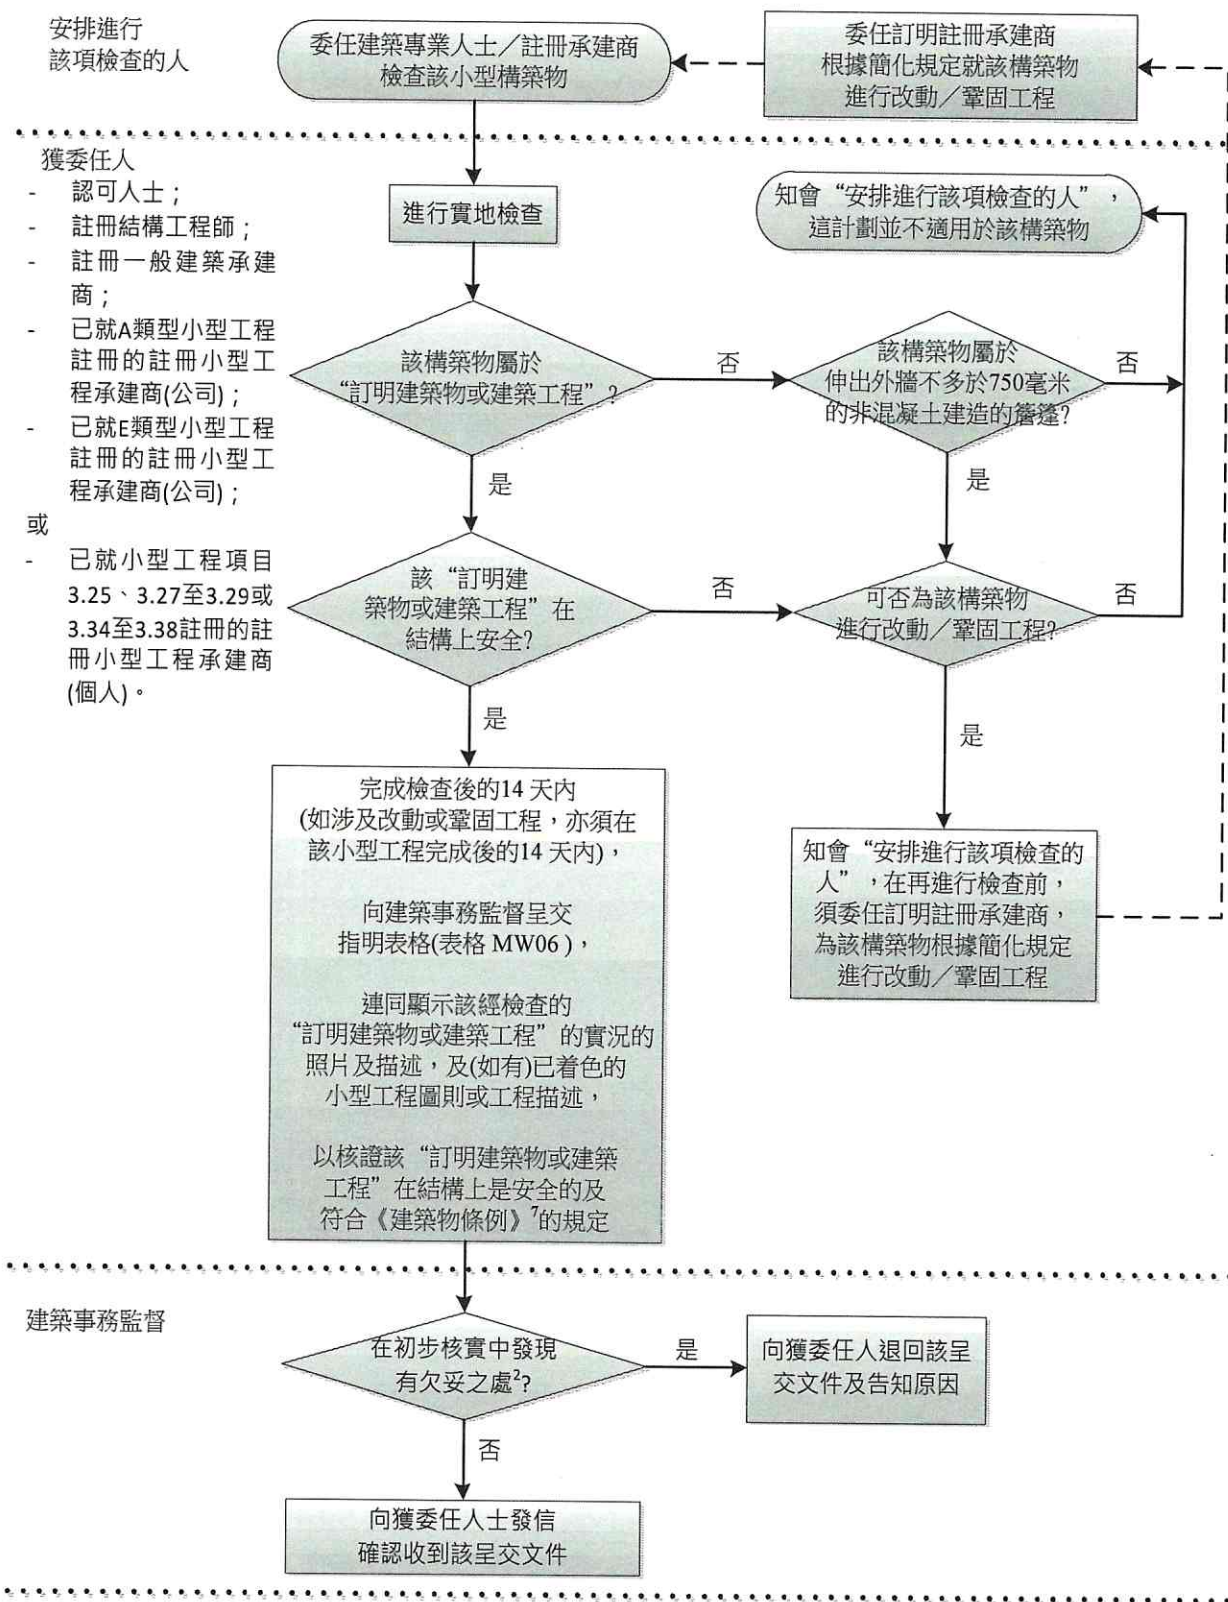 安排進行
該項檢查的人
委任建築專業人士／註冊承建商
檢查該小型構築物
委任訂明註冊承建商
根據簡化規定就該構築物
進行改動／鞏固工程
獲委任人
- 認可人士；
- 註冊結構工程師；
- 註冊一般建築承建
商；
- 已就A類型小型工程
註冊的註冊小型工
程承建商(公司)；
- 已就E類型小型工程
註冊的註冊小型工
程承建商(公司)；
或
- 已就小型工程項目
3.25、3.27至3.29或
3.34至3.38註冊的註
冊小型工程承建商
(個人)。
進行實地檢查
知會“安排進行該項檢查的人”，
這計劃並不適用於該構築物
該構築物屬於
“訂明建築物或建築工程”?
否
該構築物屬於
伸出外牆不多於750毫米
的非混凝土建造的簷篷?
否
是
是
該“訂明建
築物或建築工程”在
結構上安全?
否
可否為該構築物
進行改動／鞏固工程?
否
是
是
完成檢查後的14 天內
(如涉及改動或鞏固工程，亦須在
該小型工程完成後的14 天內)，
向建築事務監督呈交
指明表格(表格 MW06 )，
連同顯示該經檢查的
“訂明建築物或建築工程”的實況的
照片及描述，及(如有)已着色的
小型工程圖則或工程描述，
以核證該“訂明建築物或建築
工程”在結構上是安全的及
符合《建築物條例》⁷的規定
知會“安排進行該項檢查的
人”，在再進行檢查前，
須委任訂明註冊承建商，
為該構築物根據簡化規定
進行改動／鞏固工程
建築事務監督
在初步核實中發現
有欠妥之處²?
是
向獲委任人退回該呈
交文件及告知原因
否
向獲委任人士發信
確認收到該呈交文件